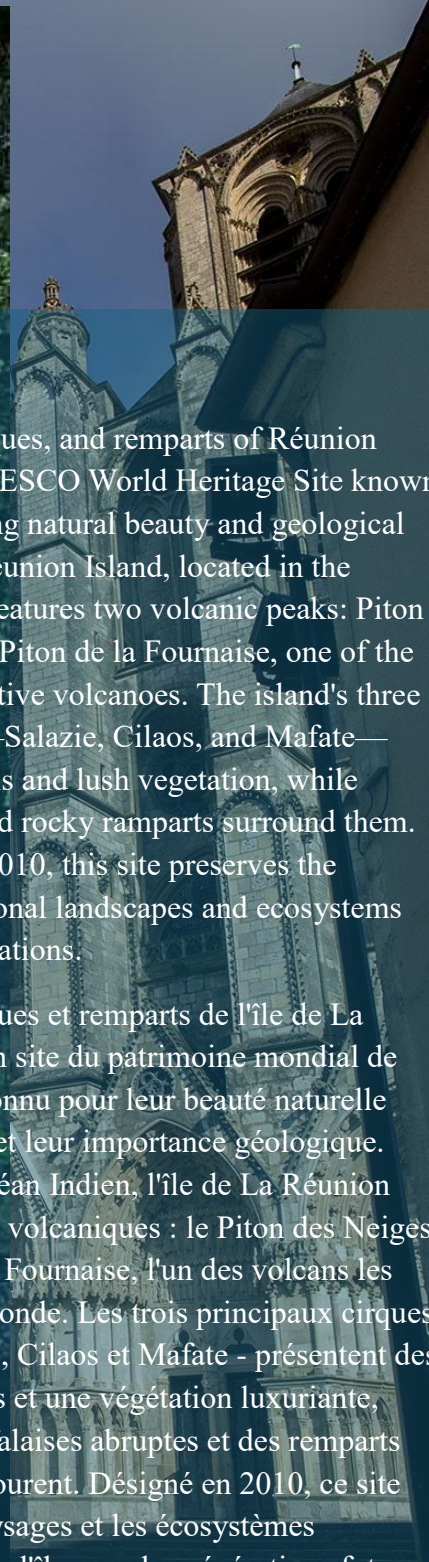 ues, and remparts of Réunion
ESCO World Heritage Site known
ng natural beauty and geological
eunion Island, located in the
eatures two volcanic peaks: Piton
Piton de la Fournaise, one of the
tive volcanoes. The island's three
—Salazie, Cilaos, and Mafate—
s and lush vegetation, while
d rocky ramparts surround them.
010, this site preserves the
onal landscapes and ecosystems
ations.
ues et remparts de l'île de La
n site du patrimoine mondial de
onnu pour leur beauté naturelle
et leur importance géologique.
éan Indien, l'île de La Réunion
volcaniques : le Piton des Neiges
Fournaise, l'un des volcans les
onde. Les trois principaux cirques
, Cilaos et Mafate - présentent des
s et une végétation luxuriante,
alaises abruptes et des remparts
ourent. Désigné en 2010, ce site
ysages et les écosystèmes